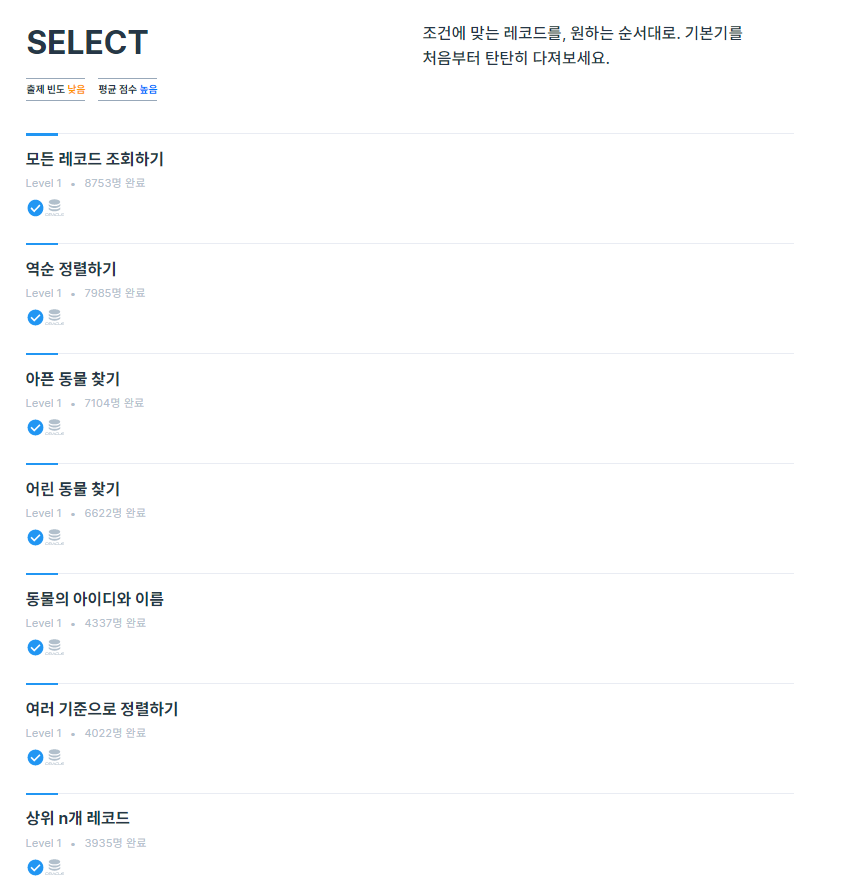 SELECT
조건에 맞는 레코드를, 원하는 순서대로. 기본기를
처음부터 탄탄히 다져보세요.
출제 빈도 낮음 평균 점수 높음
모든 레코드 조회하기
Level 1 • 8753명 완료
역순 정렬하기
Level 1 • 7985명 완료
아픈 동물 찾기
Level 1 • 7104명 완료
어린 동물 찾기
Level 1 • 6622명 완료
동물의 아이디와 이름
Level 1 • 4337명 완료
여러 기준으로 정렬하기
Level 1 • 4022명 완료
상위 n개 레코드
Level 1 • 3935명 완료